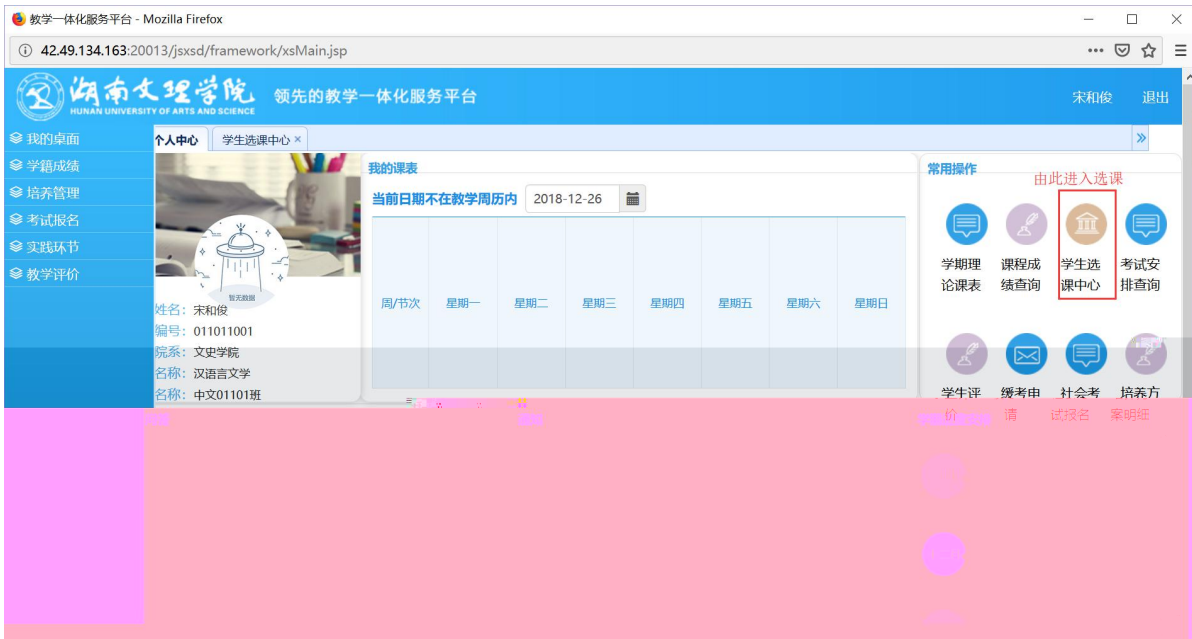 教学一体化服务平台 - Mozilla Firefox
42.49.134.163:20013/jsxsd/framework/xsMain.jsp
湖南文理学院
HUNAN UNIVERSITY OF ARTS AND SCIENCE
领先的教学一体化服务平台
宋和俊 退出
我的桌面
学籍成绩
培养管理
考试报名
实践环节
教学评价
个人中心 学生选课中心
暂无数据
姓名：宋和俊
编号：011011001
院系：文史学院
名称：汉语言文学
名称：中文01101班
我的课表
当前日期不在教学周历内 2018-12-26
周/节次 星期一 星期二 星期三 星期四 星期五 星期六 星期日
常用操作
由此进入选课
学期理 课程成 学生选 考试安
论课表 绩查询 课中心 排查询
学生评 缓考申 社会考 培养方
价 请 试报名 案明细